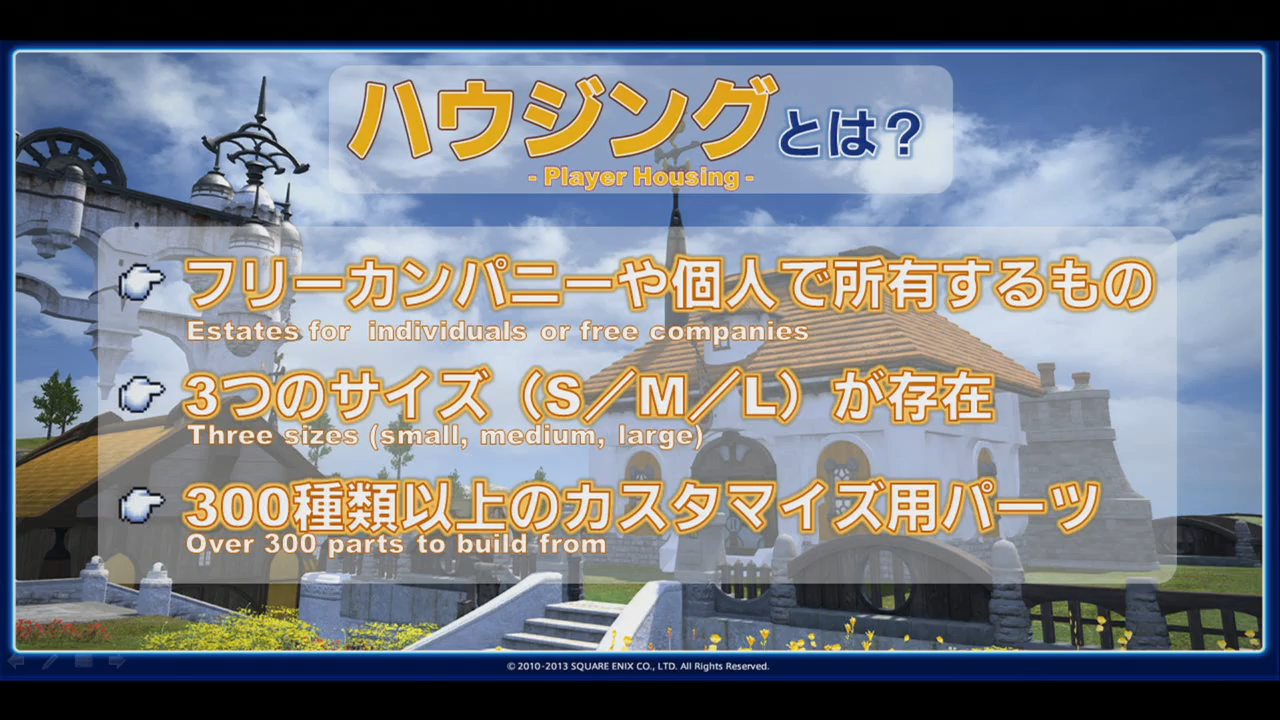 ハウジングとは？
- Player Housing -
フリーカンパニーや個人で所有するもの
Estates for individuals or free companies
3つのサイズ（S／M／L）が存在
Three sizes (small, medium, large)
300種類以上のカスタマイズ用パーツ
Over 300 parts to build from
© 2010-2013 SQUARE ENIX CO., LTD. All Rights Reserved.